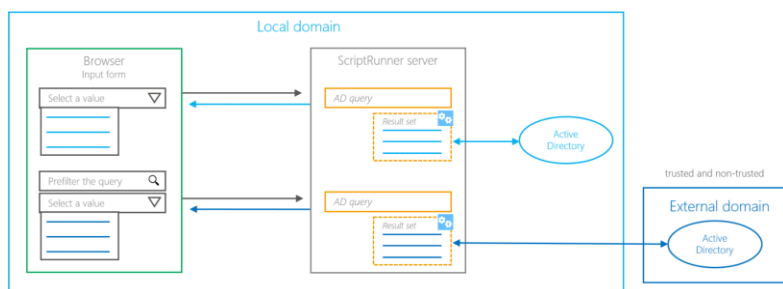 Local domain
Browser
Input form
Select a value
Prefilter the query
Select a value
ScriptRunner server
AD query
Result set
AD query
Result set
Active
Directory
trusted and non-trusted
External domain
Active
Directory